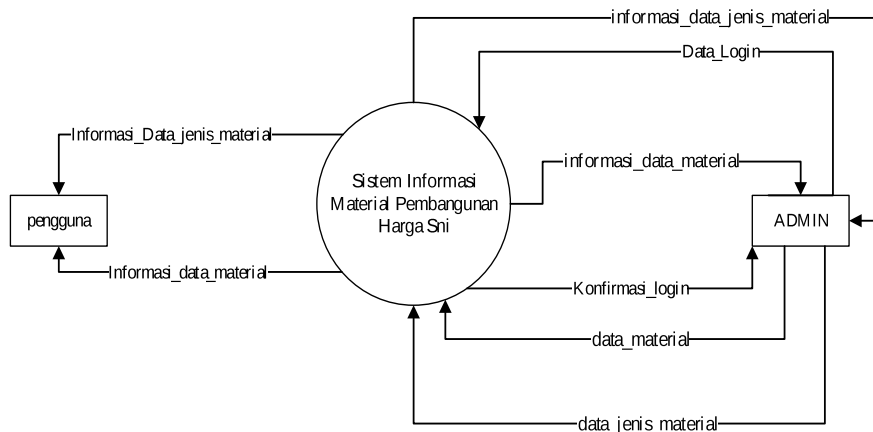 informasi_data_jenis_material
Data_Login
Informasi_Data_jenis_material
informasi_data_material
Sistem Informasi
Material Pembangunan
Harga Sni
pengguna
ADMIN
Informasi_data_material
Konfirmasi_login
data_material
data_jenis_material